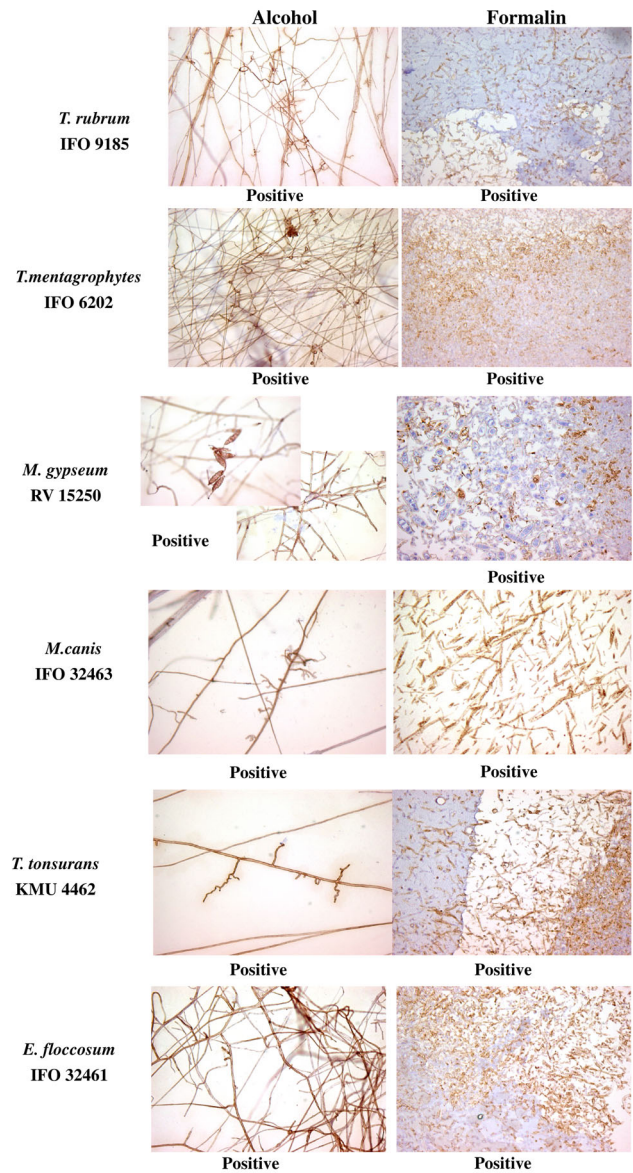 Alcohol Formalin
T. rubrum
IFO 9185
Positive Positive
T.mentagrophytes
IFO 6202
Positive Positive
M. gypseum
RV 15250
Positive
Positive
M.canis
IFO 32463
Positive Positive
T. tonsurans
KMU 4462
Positive Positive
E. floccosum
IFO 32461
Positive Positive